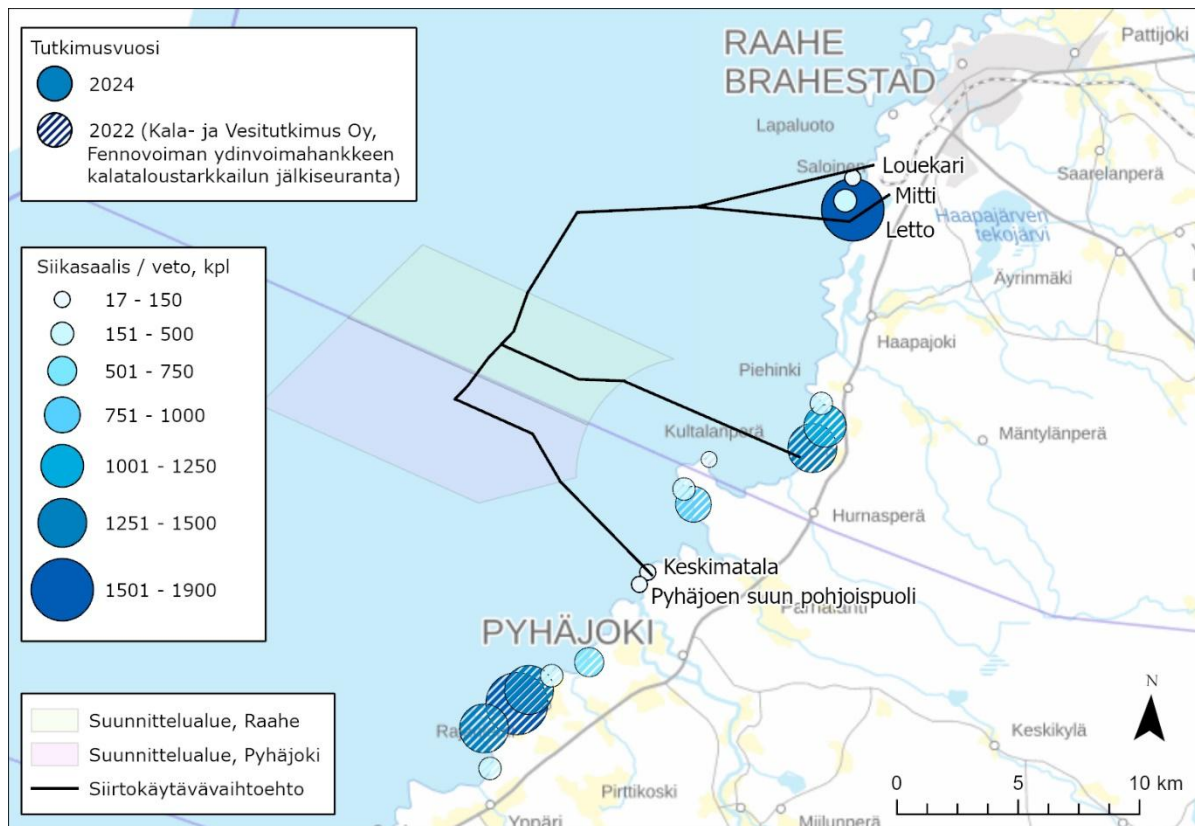 Tutkimusvuosi
2024
2022 (Kala- ja Vesitutkimus Oy,
Fennovoiman ydinvoimahankkeen
kalataloustarkkailun jälkiseuranta)
Siikasaalis / veto, kpl
17 - 150
151 - 500
501 - 750
751 - 1000
1001 - 1250
1251 - 1500
1501 - 1900
Suunnittelualue, Raahe
Suunnittelualue, Pyhäjoki
Siirtokäytävävaihtoehto
RAAHE
BRAHESTAD
Pattijoki
Lapaluoto
Saloinen
Louekari
Saarelanperä
Mitti
Haapajärven
tekojärvi
Letto
Äyrinmäki
Haapajoki
Piehinki
Kultalanperä
Mäntylänperä
Hurnasperä
Keskimatala
Pyhäjoen suun pohjoispuoli
PYHÄJOKI
Keskikylä
Pirttikoski
Yppäri
Miilunperä
N
0 5 10 km